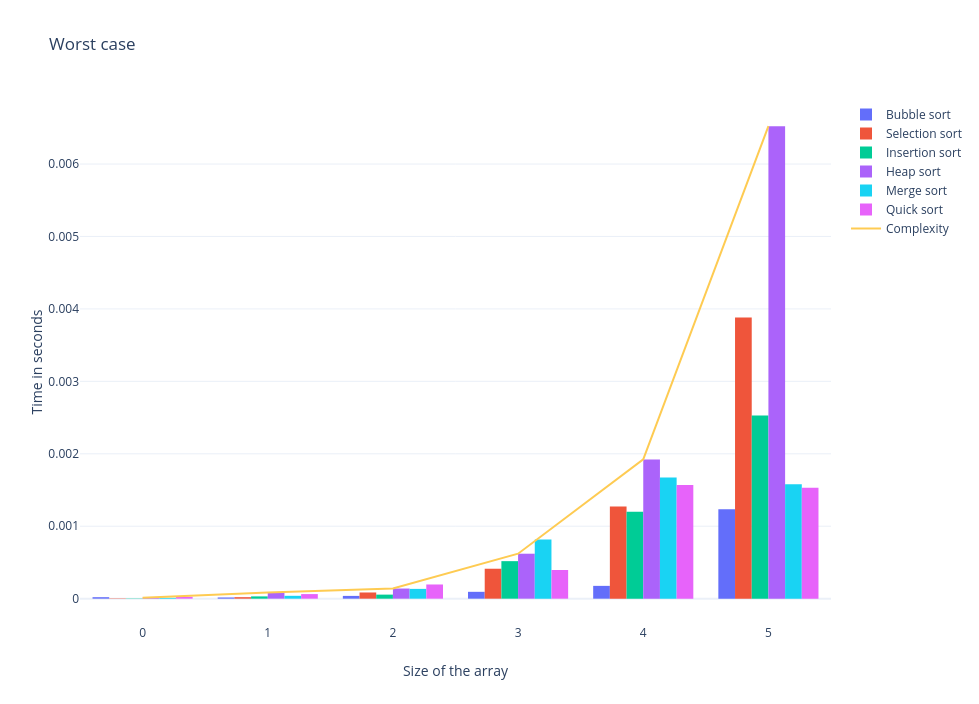 Worst case
Bubble sort
Selection sort
Insertion sort
Heap sort
Merge sort
Quick sort
Complexity
0.006
0.005
0.004
0.003
0.002
0.001
0
Time in seconds
0 1 2 3 4 5
Size of the array